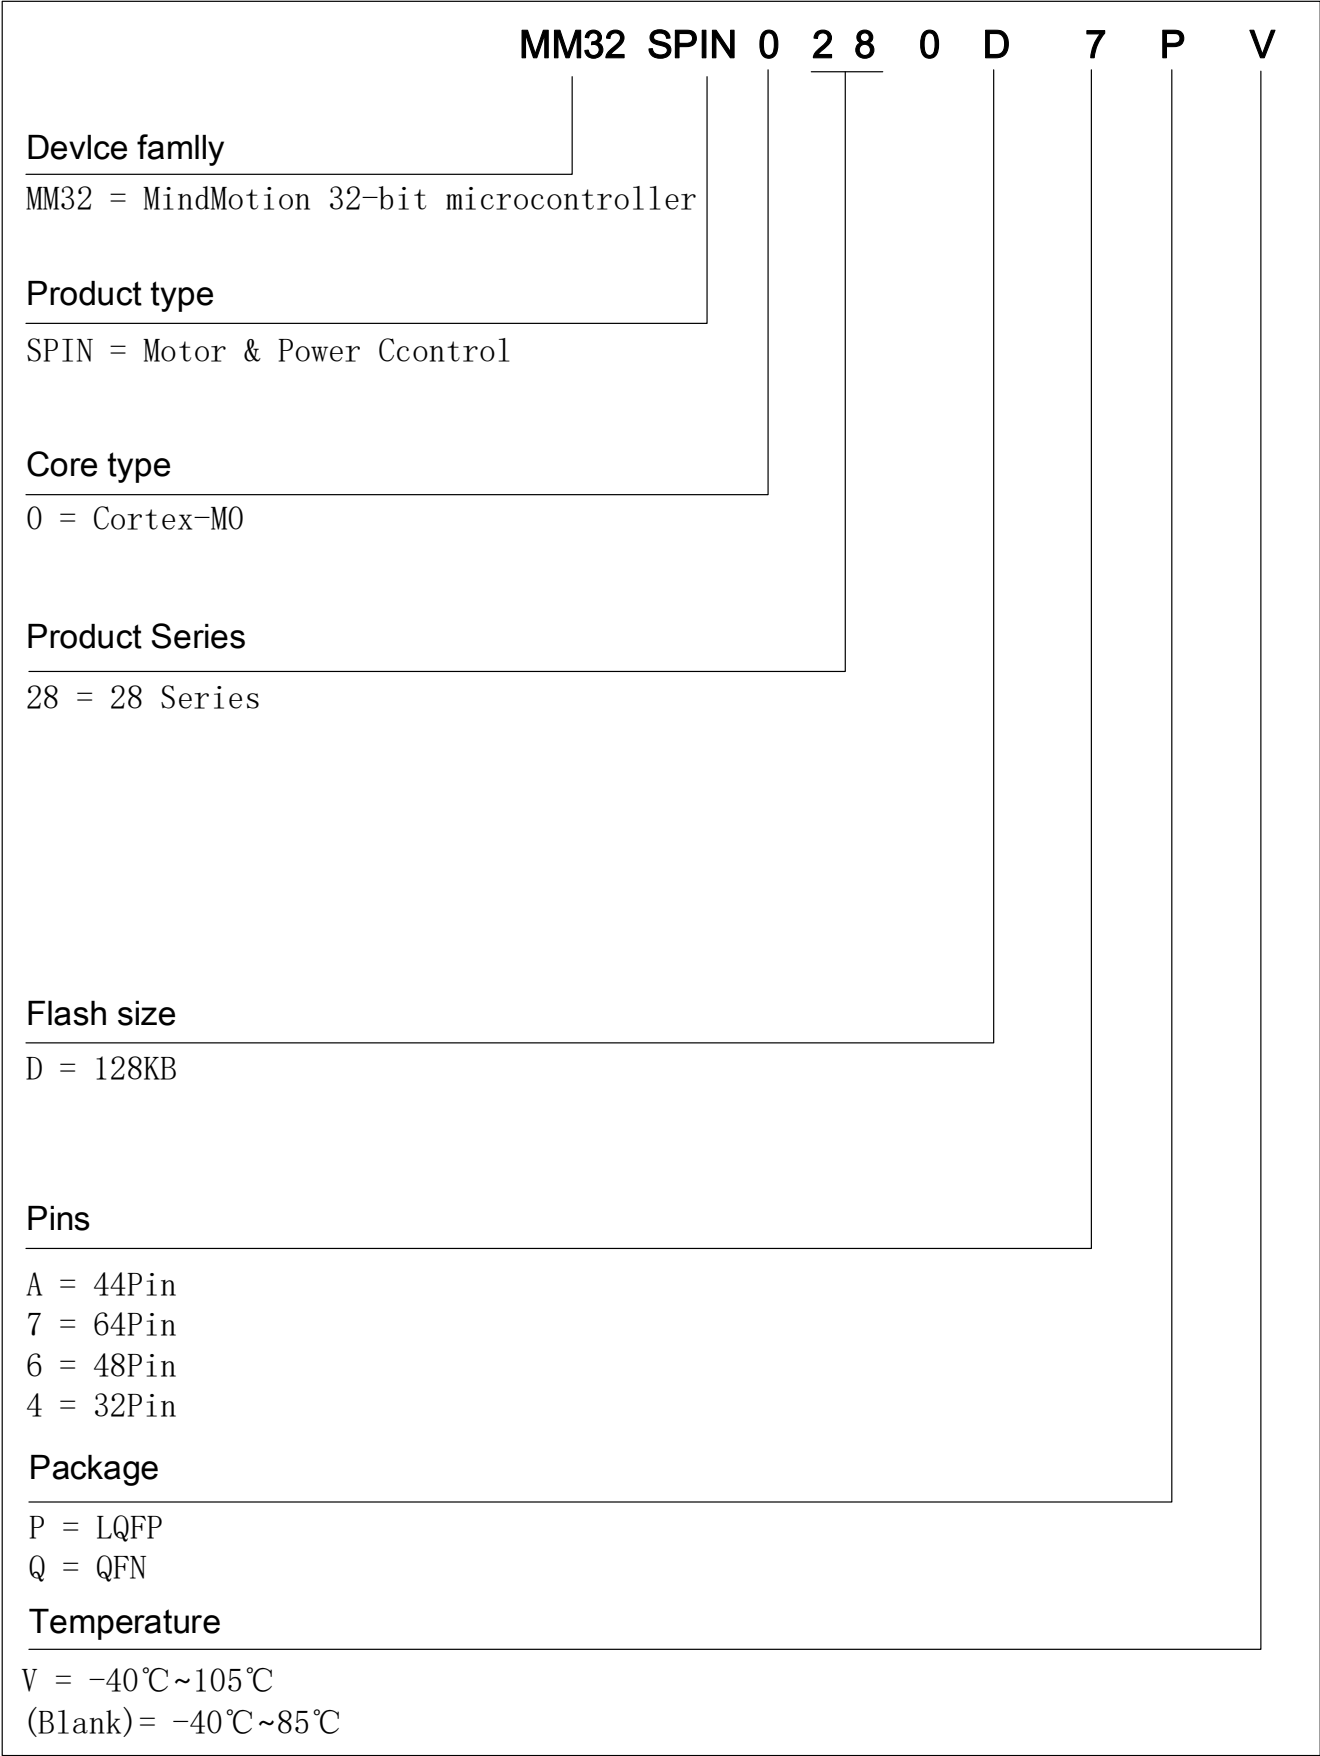 MM32 SPIN 0 2 8 0 D 7 P V
DevIce famIly
MM32 = MindMotion 32-bit microcontroller
Product type
SPIN = Motor & Power Ccontrol
Core type
0 = Cortex-M0
Product Series
28 = 28 Series
Flash size
D = 128KB
Pins
A = 44Pin
7 = 64Pin
6 = 48Pin
4 = 32Pin
Package
P = LQFP
Q = QFN
Temperature
V = -40℃~105℃
(Blank)= -40℃~85℃